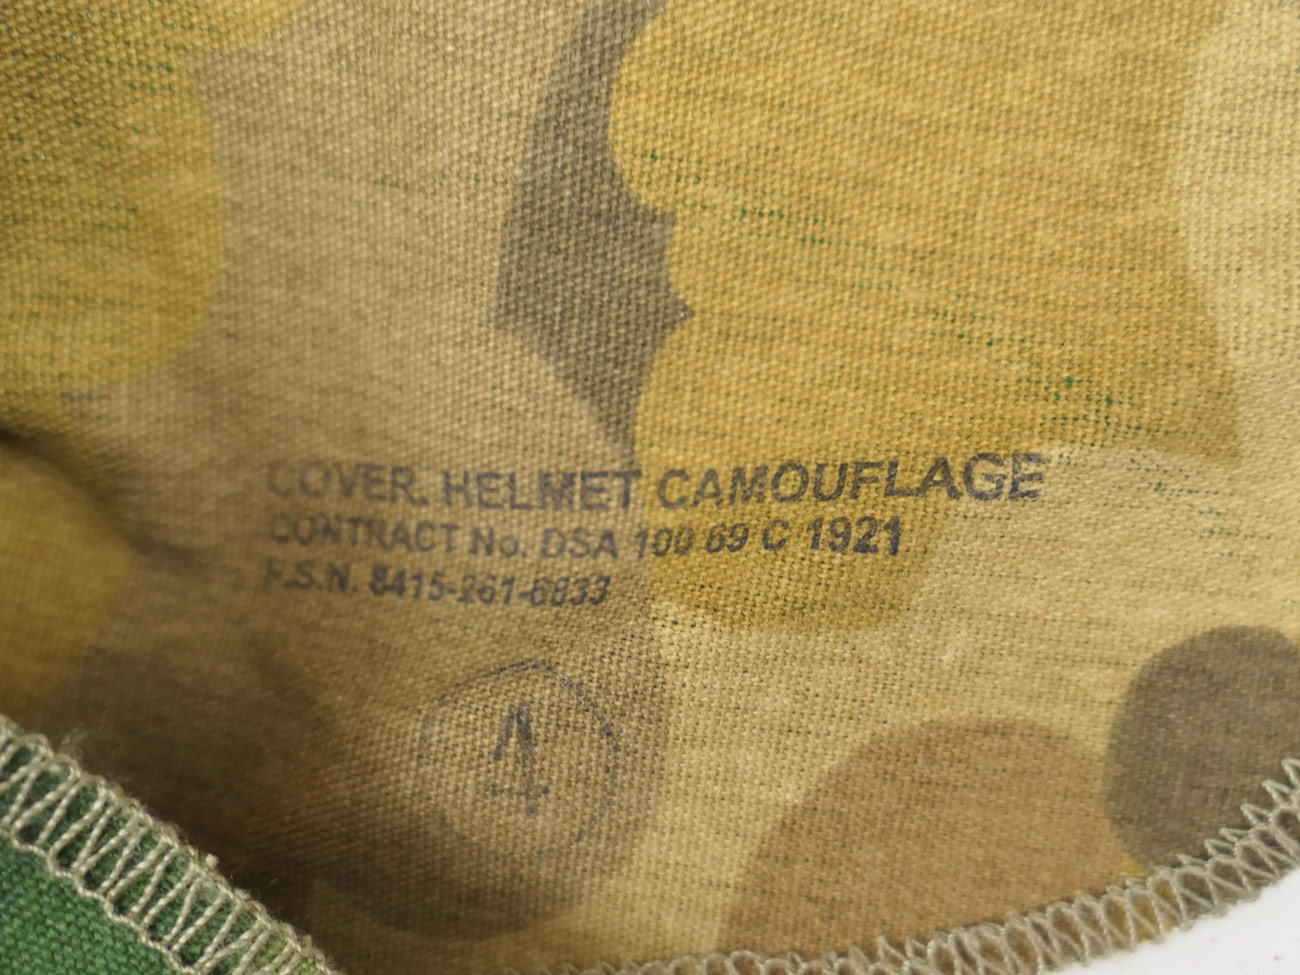 COVER, HELMET CAMOUFLAGE
CONTRACT No. DSA 100 69 C 1921
F.S.N. 8415-261-6833
4